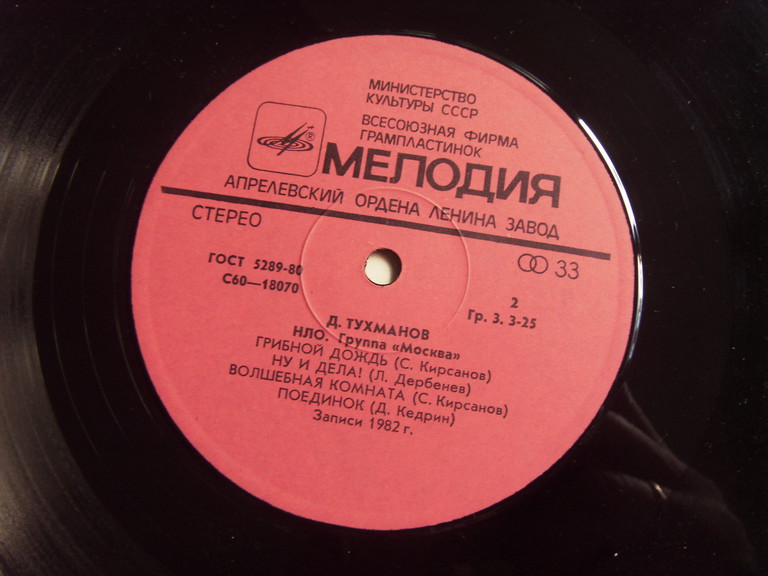 МИНИСТЕРСТВО
КУЛЬТУРЫ СССР
ВСЕСОЮЗНАЯ ФИРМА
ГРАМПЛАСТИНОК
МЕЛОДИЯ
®
АПРЕЛЕВСКИЙ ОРДЕНА ЛЕНИНА ЗАВОД
СТЕРЕО
33
ГОСТ 5289-80
С60—18070
2
Гр. 3. 3-25
Д. ТУХМАНОВ
НЛО. Группа «Москва»
ГРИБНОЙ ДОЖДЬ (С. Кирсанов)
НУ И ДЕЛА! (Л. Дербенев)
ВОЛШЕБНАЯ КОМНАТА (С. Кирсанов)
ПОЕДИНОК (Д. Кедрин)
Записи 1982 г.